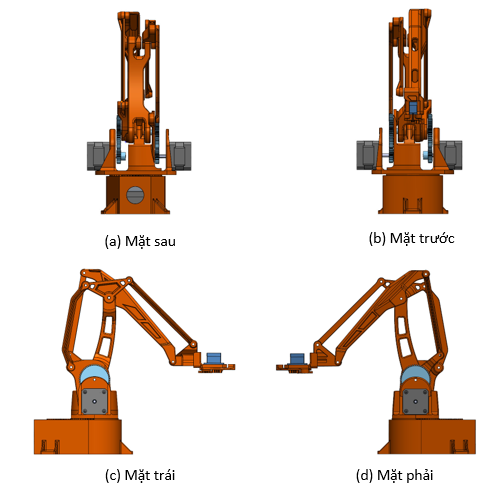 (a) Mặt sau
(b) Mặt trước
(c) Mặt trái
(d) Mặt phải